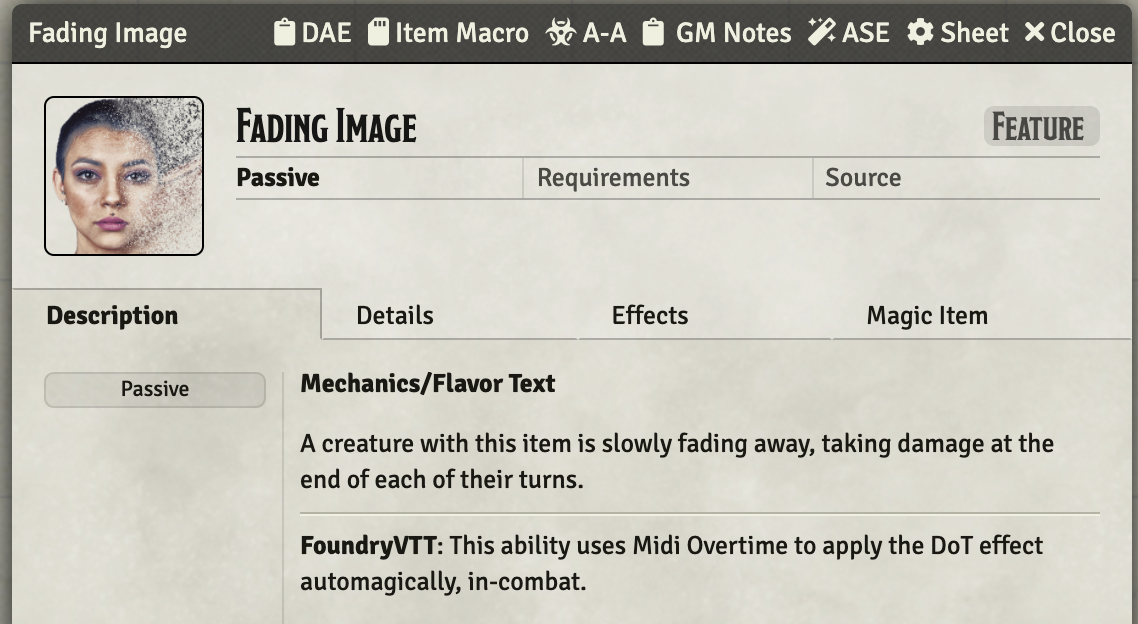 Fading Image DAE Item Macro A-A GM Notes ASE Sheet Close
Fading Image Feature
Passive Requirements Source
Description Details Effects Magic Item
Passive
Mechanics/Flavor Text
A creature with this item is slowly fading away, taking damage at the
end of each of their turns.
FoundryVTT: This ability uses Midi Overtime to apply the DoT effect
automagically, in-combat.